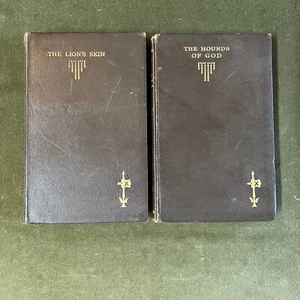 THE LION'S SKIN
THE HOUNDS
OF GOD